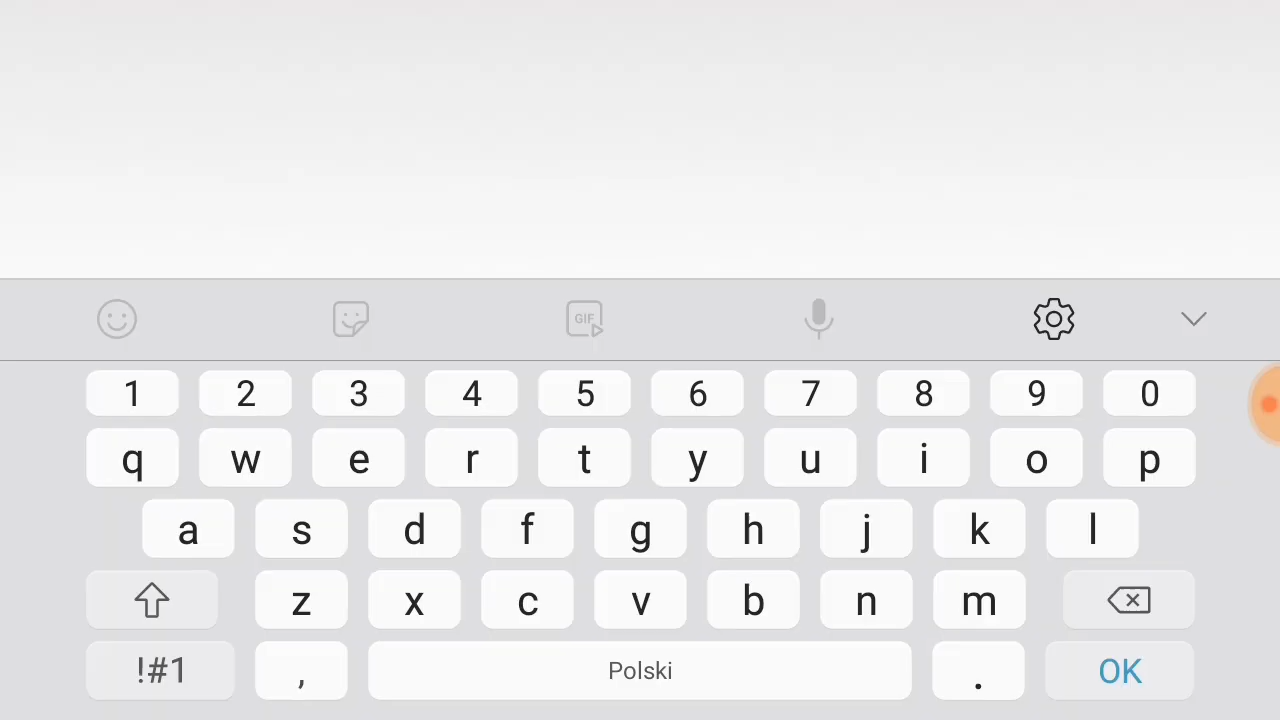 GIF
1 2 3 4 5 6 7 8 9 0
q w e r t y u i o p
a s d f g h j k l
z x c v b n m
!#1 , Polski . OK